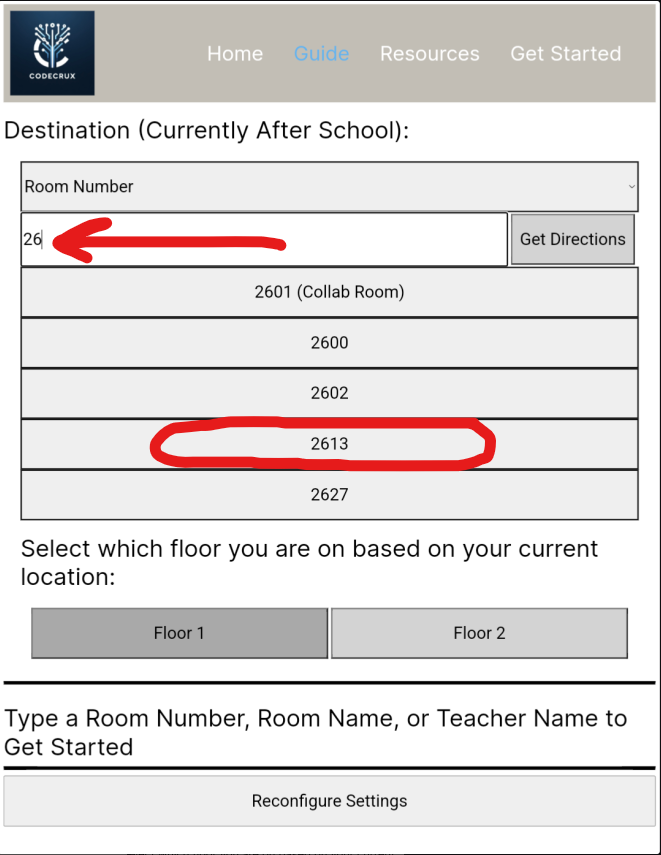 CODECRUX
Home Guide Resources Get Started
Destination (Currently After School):
Room Number
26 Get Directions
2601 (Collab Room)
2600
2602
2613
2627
Select which floor you are on based on your current
location:
Floor 1 Floor 2
Type a Room Number, Room Name, or Teacher Name to
Get Started
Reconfigure Settings